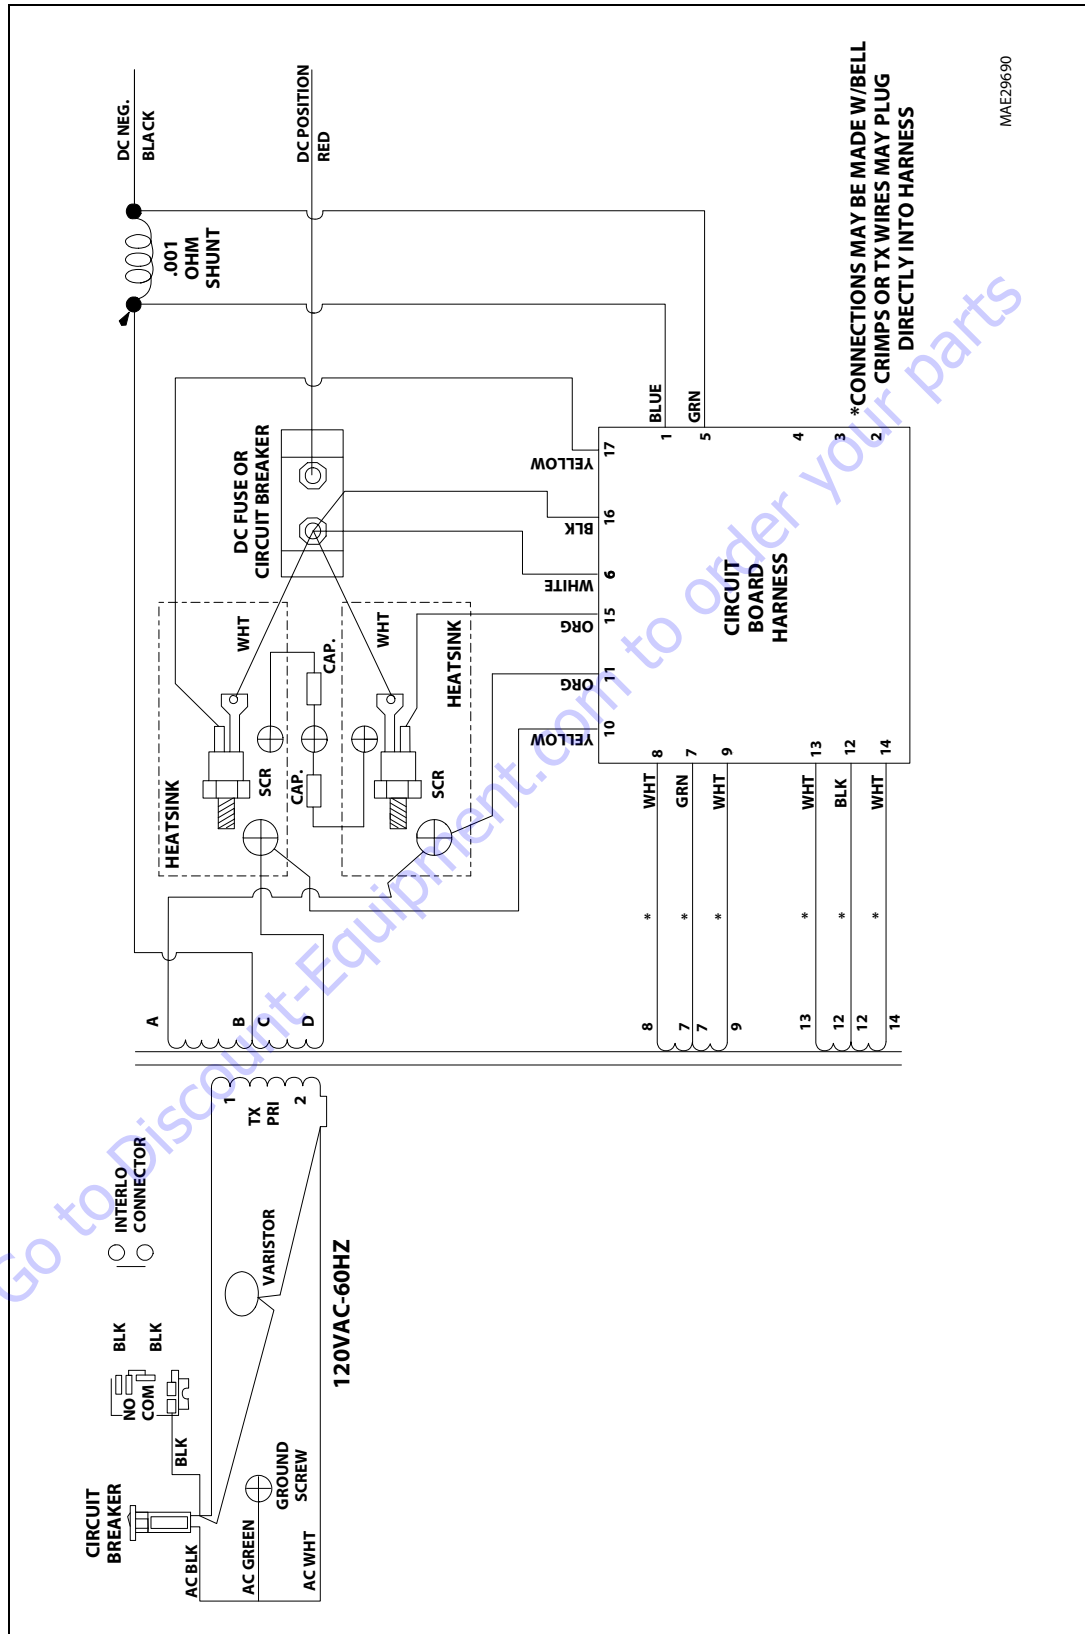 CIRCUIT
BREAKER
BLK
NO
COM
BLK
BLK
INTERLO
CONNECTOR
AC BLK
AC GREEN
AC WHT
GROUND
SCREW
VARISTOR
120VAC-60HZ
1
TX
PRI
2
A
B
C
D
HEATSINK
SCR
CAP.
WHT
CAP.
WHT
SCR
HEATSINK
DC FUSE OR
CIRCUIT BREAKER
.001
OHM
SHUNT
DC NEG.
BLACK
DC POSITION
RED
YELLOW
10
ORG
11
ORG
15
WHITE
6
BLK
16
YELLOW
17
BLUE
1
GRN
5
4
3
2
CIRCUIT
BOARD
HARNESS
8
*
WHT
8
7
*
GRN
7
7
9
*
WHT
9
13
*
WHT
13
12
*
BLK
12
12
14
*
WHT
14
*CONNECTIONS MAY BE MADE W/BELL
CRIMPS OR TX WIRES MAY PLUG
DIRECTLY INTO HARNESS
MAE29690
Go to Discount-Equipment.com to order your parts